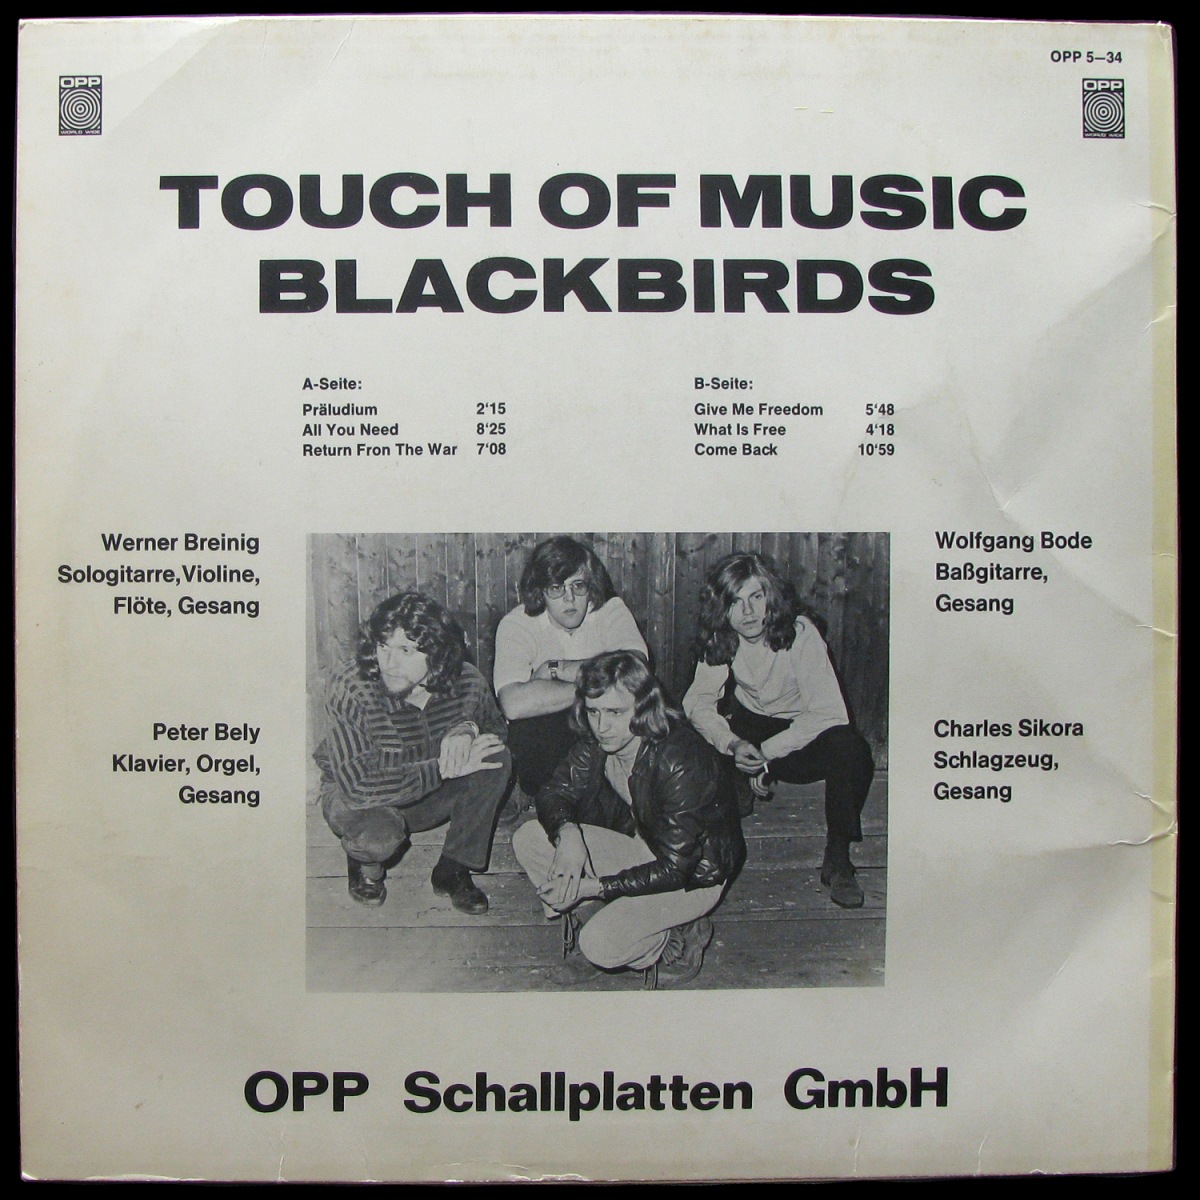 OPP 5—34
OPP
WORLD WIDE
OPP
WORLD WIDE
TOUCH OF MUSIC
BLACKBIRDS
A-Seite:
Präludium 2'15
All You Need 8'25
Return Fron The War 7'08
B-Seite:
Give Me Freedom 5'48
What Is Free 4'18
Come Back 10'59
Werner Breinig
Sologitarre,Violine,
Flöte, Gesang
Peter Bely
Klavier, Orgel,
Gesang
Wolfgang Bode
Baßgitarre,
Gesang
Charles Sikora
Schlagzeug,
Gesang
OPP Schallplatten GmbH